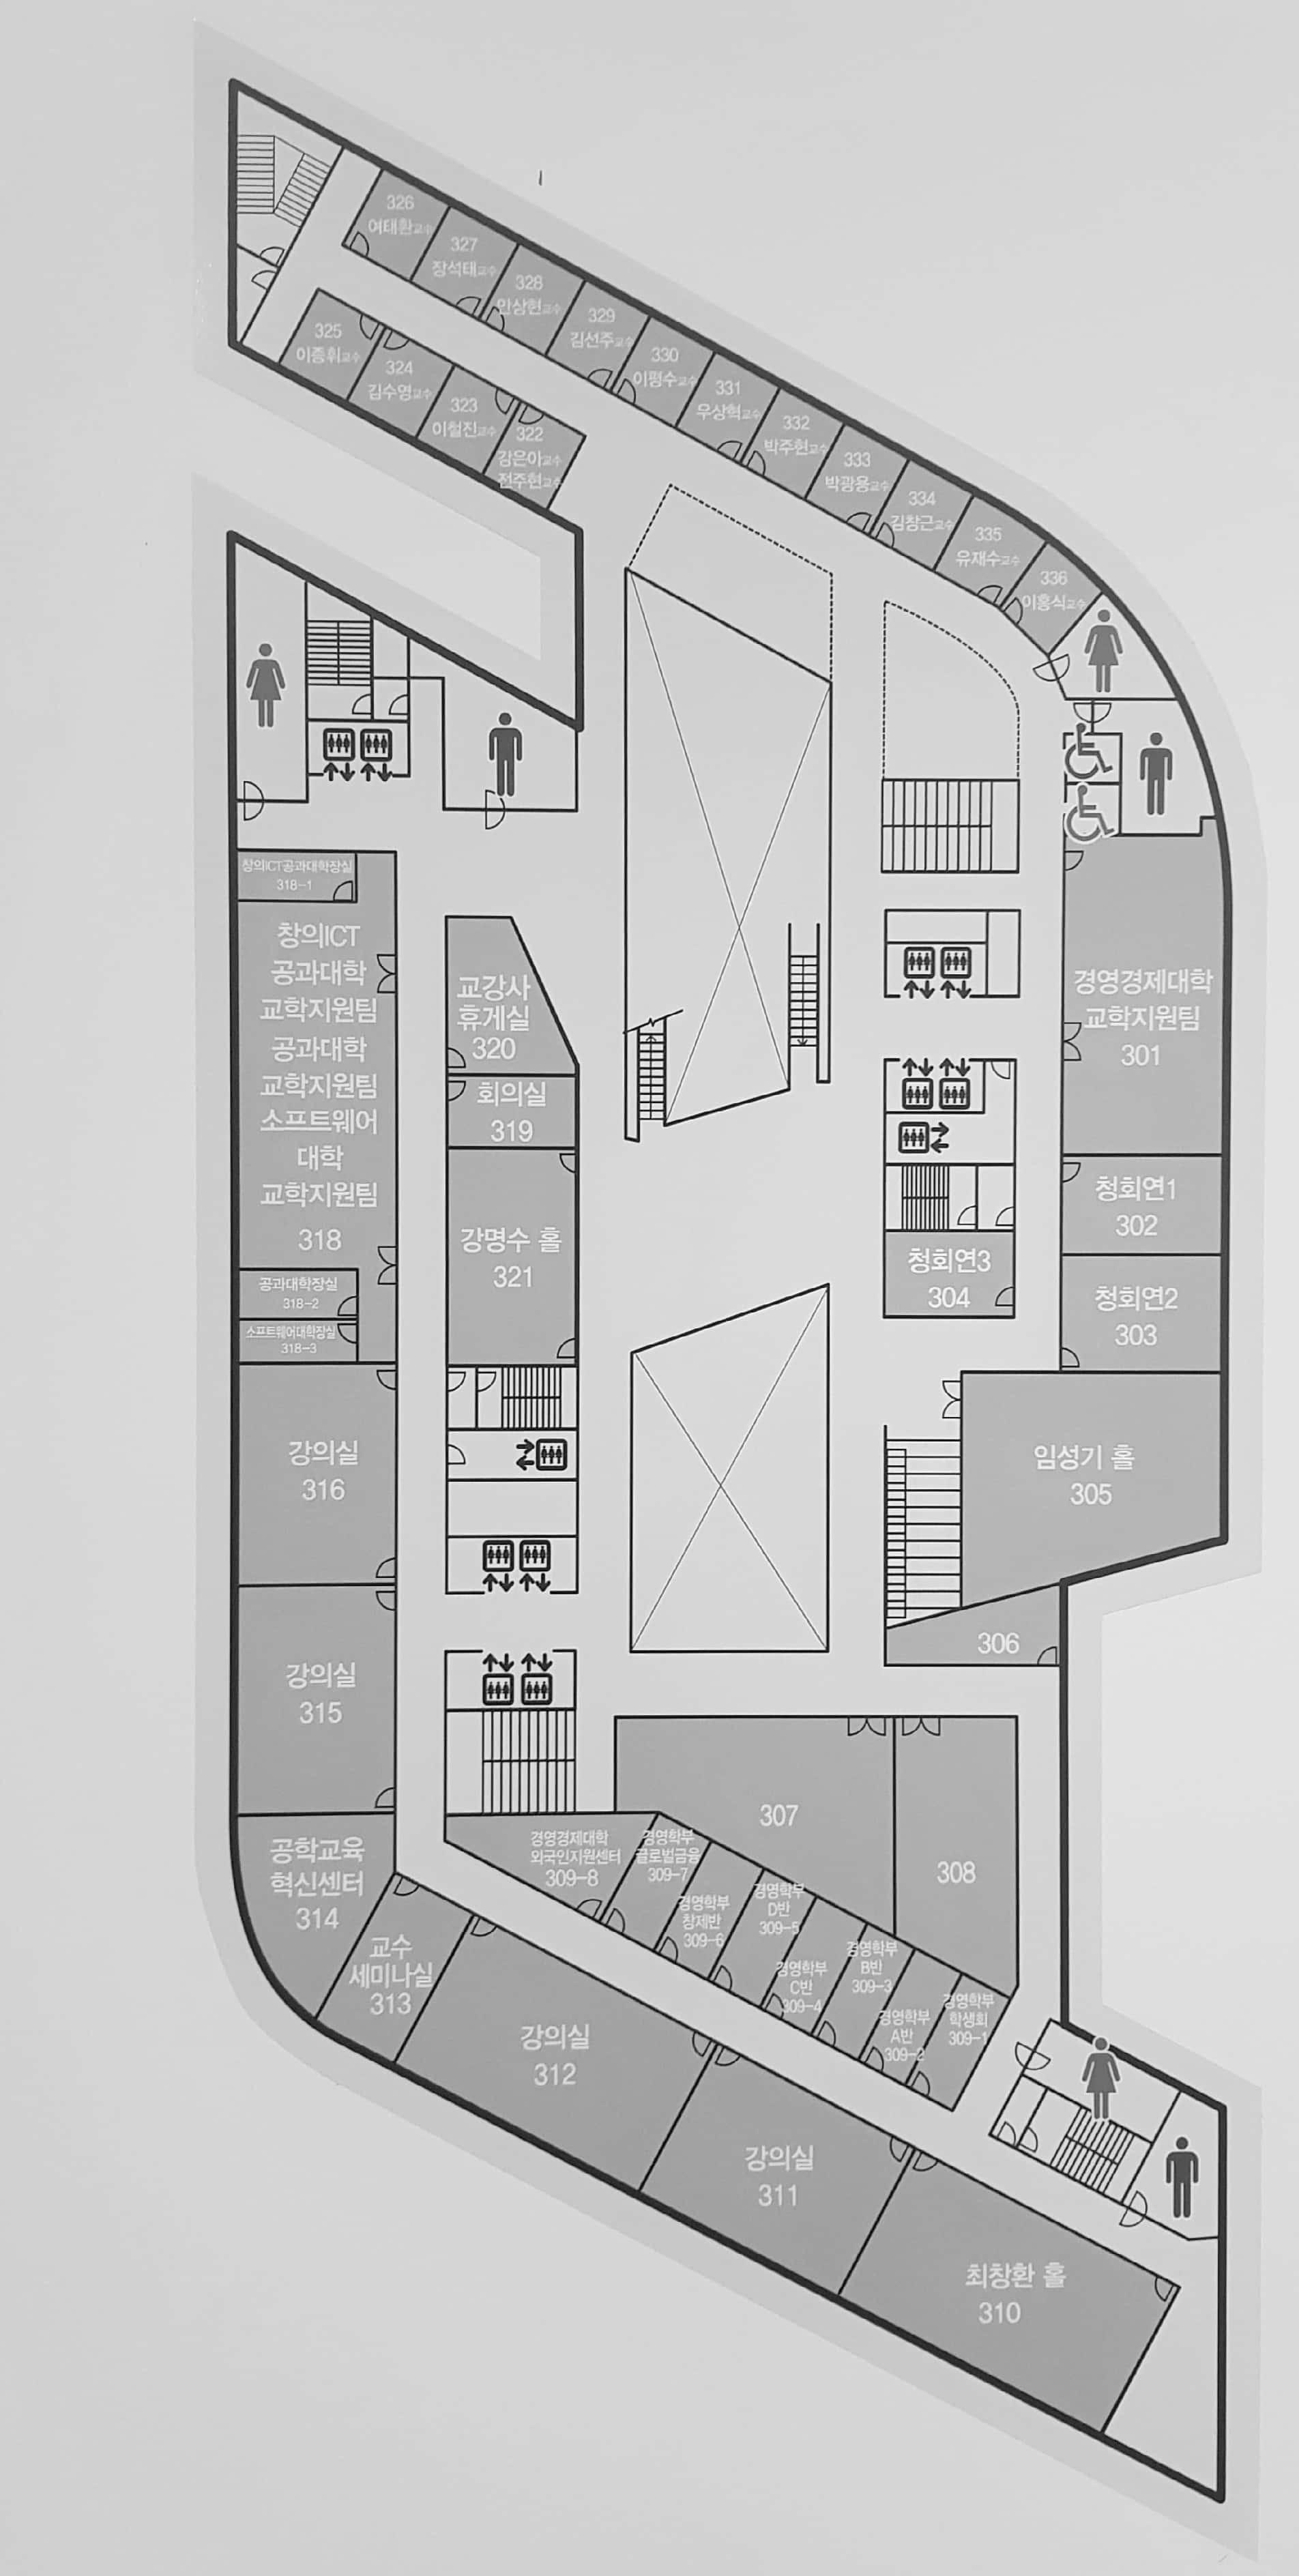 326
여태환교수
327
장석태교수
328
민상현교수
329
김선주교수
330
이평수교수
331
우상혁교수
332
박주현교수
333
박광용교수
334
김창근교수
335
유재수교수
336
이홍식교수
325
이종휘교수
324
김수영교수
323
이철진교수
322
강은아교수
전주현교수
창의ICT공과대학장실
318-1
창의ICT
공과대학
교학지원팀
공과대학
교학지원팀
소프트웨어
대학
교학지원팀
318
공과대학장실
318-2
소프트웨어대학장실
318-3
교강사
휴게실
320
회의실
319
강명수 홀
321
경영경제대학
교학지원팀
301
청회연1
302
청회연2
303
청회연3
304
임성기 홀
305
306
강의실
316
강의실
315
공학교육
혁신센터
314
교수
세미나실
313
강의실
312
강의실
311
최창환 홀
310
307
308
경영경제대학
외국인지원센터
309-8
경영학부
글로벌금융
309-7
경영학부
창제반
309-6
경영학부
D반
309-5
경영학부
C반
309-4
경영학부
B반
309-3
경영학부
A반
309-2
경영학부
학생회
309-1